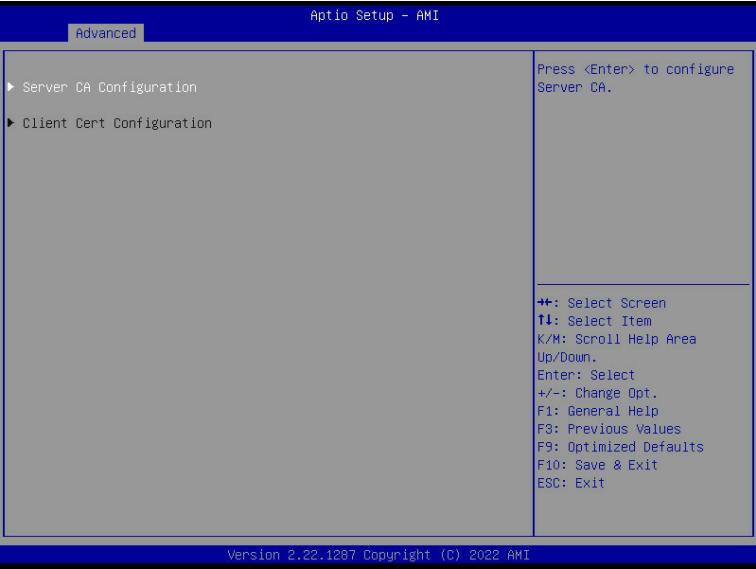 Aptio Setup – AMI
Advanced
▶ Server CA Configuration
▶ Client Cert Configuration
Press <Enter> to configure
Server CA.
→←: Select Screen
↑↓: Select Item
K/M: Scroll Help Area
Up/Down.
Enter: Select
+/-: Change Opt.
F1: General Help
F3: Previous Values
F9: Optimized Defaults
F10: Save & Exit
ESC: Exit
Version 2.22.1287 Copyright (C) 2022 AMI